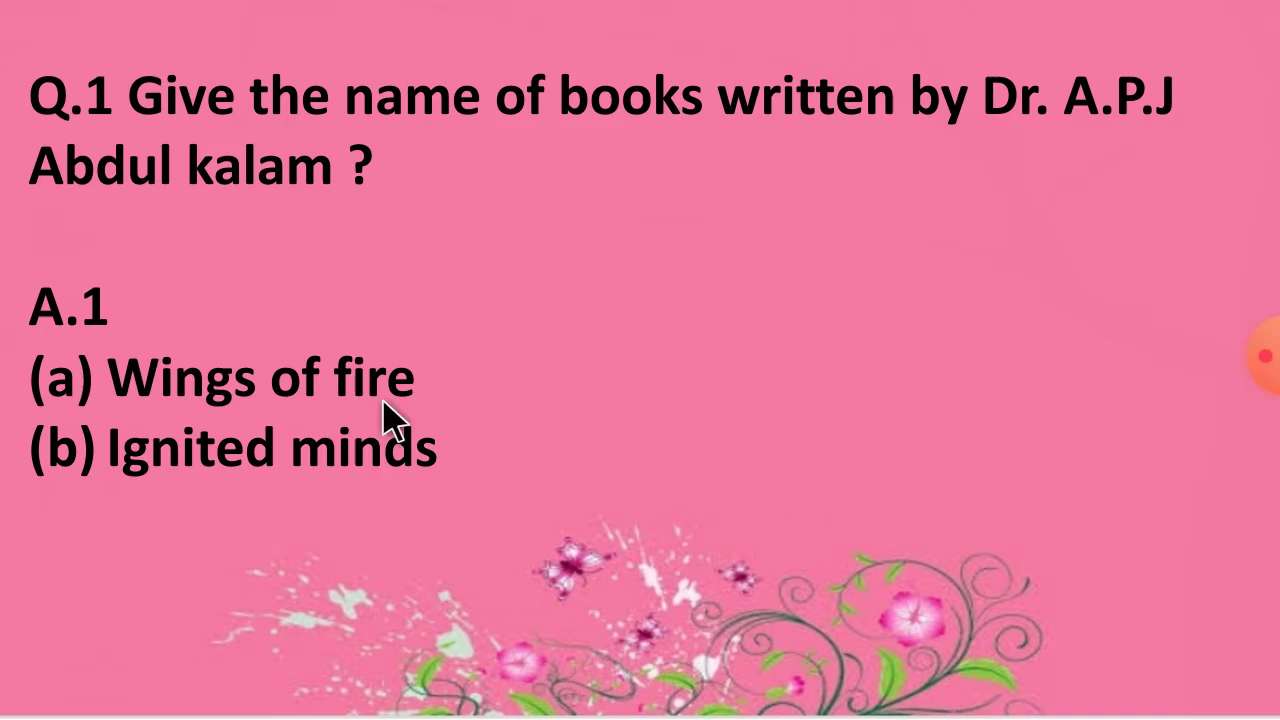 Q.1 Give the name of books written by Dr. A.P.J
Abdul kalam ?
A.1
(a) Wings of fire
(b) Ignited minds